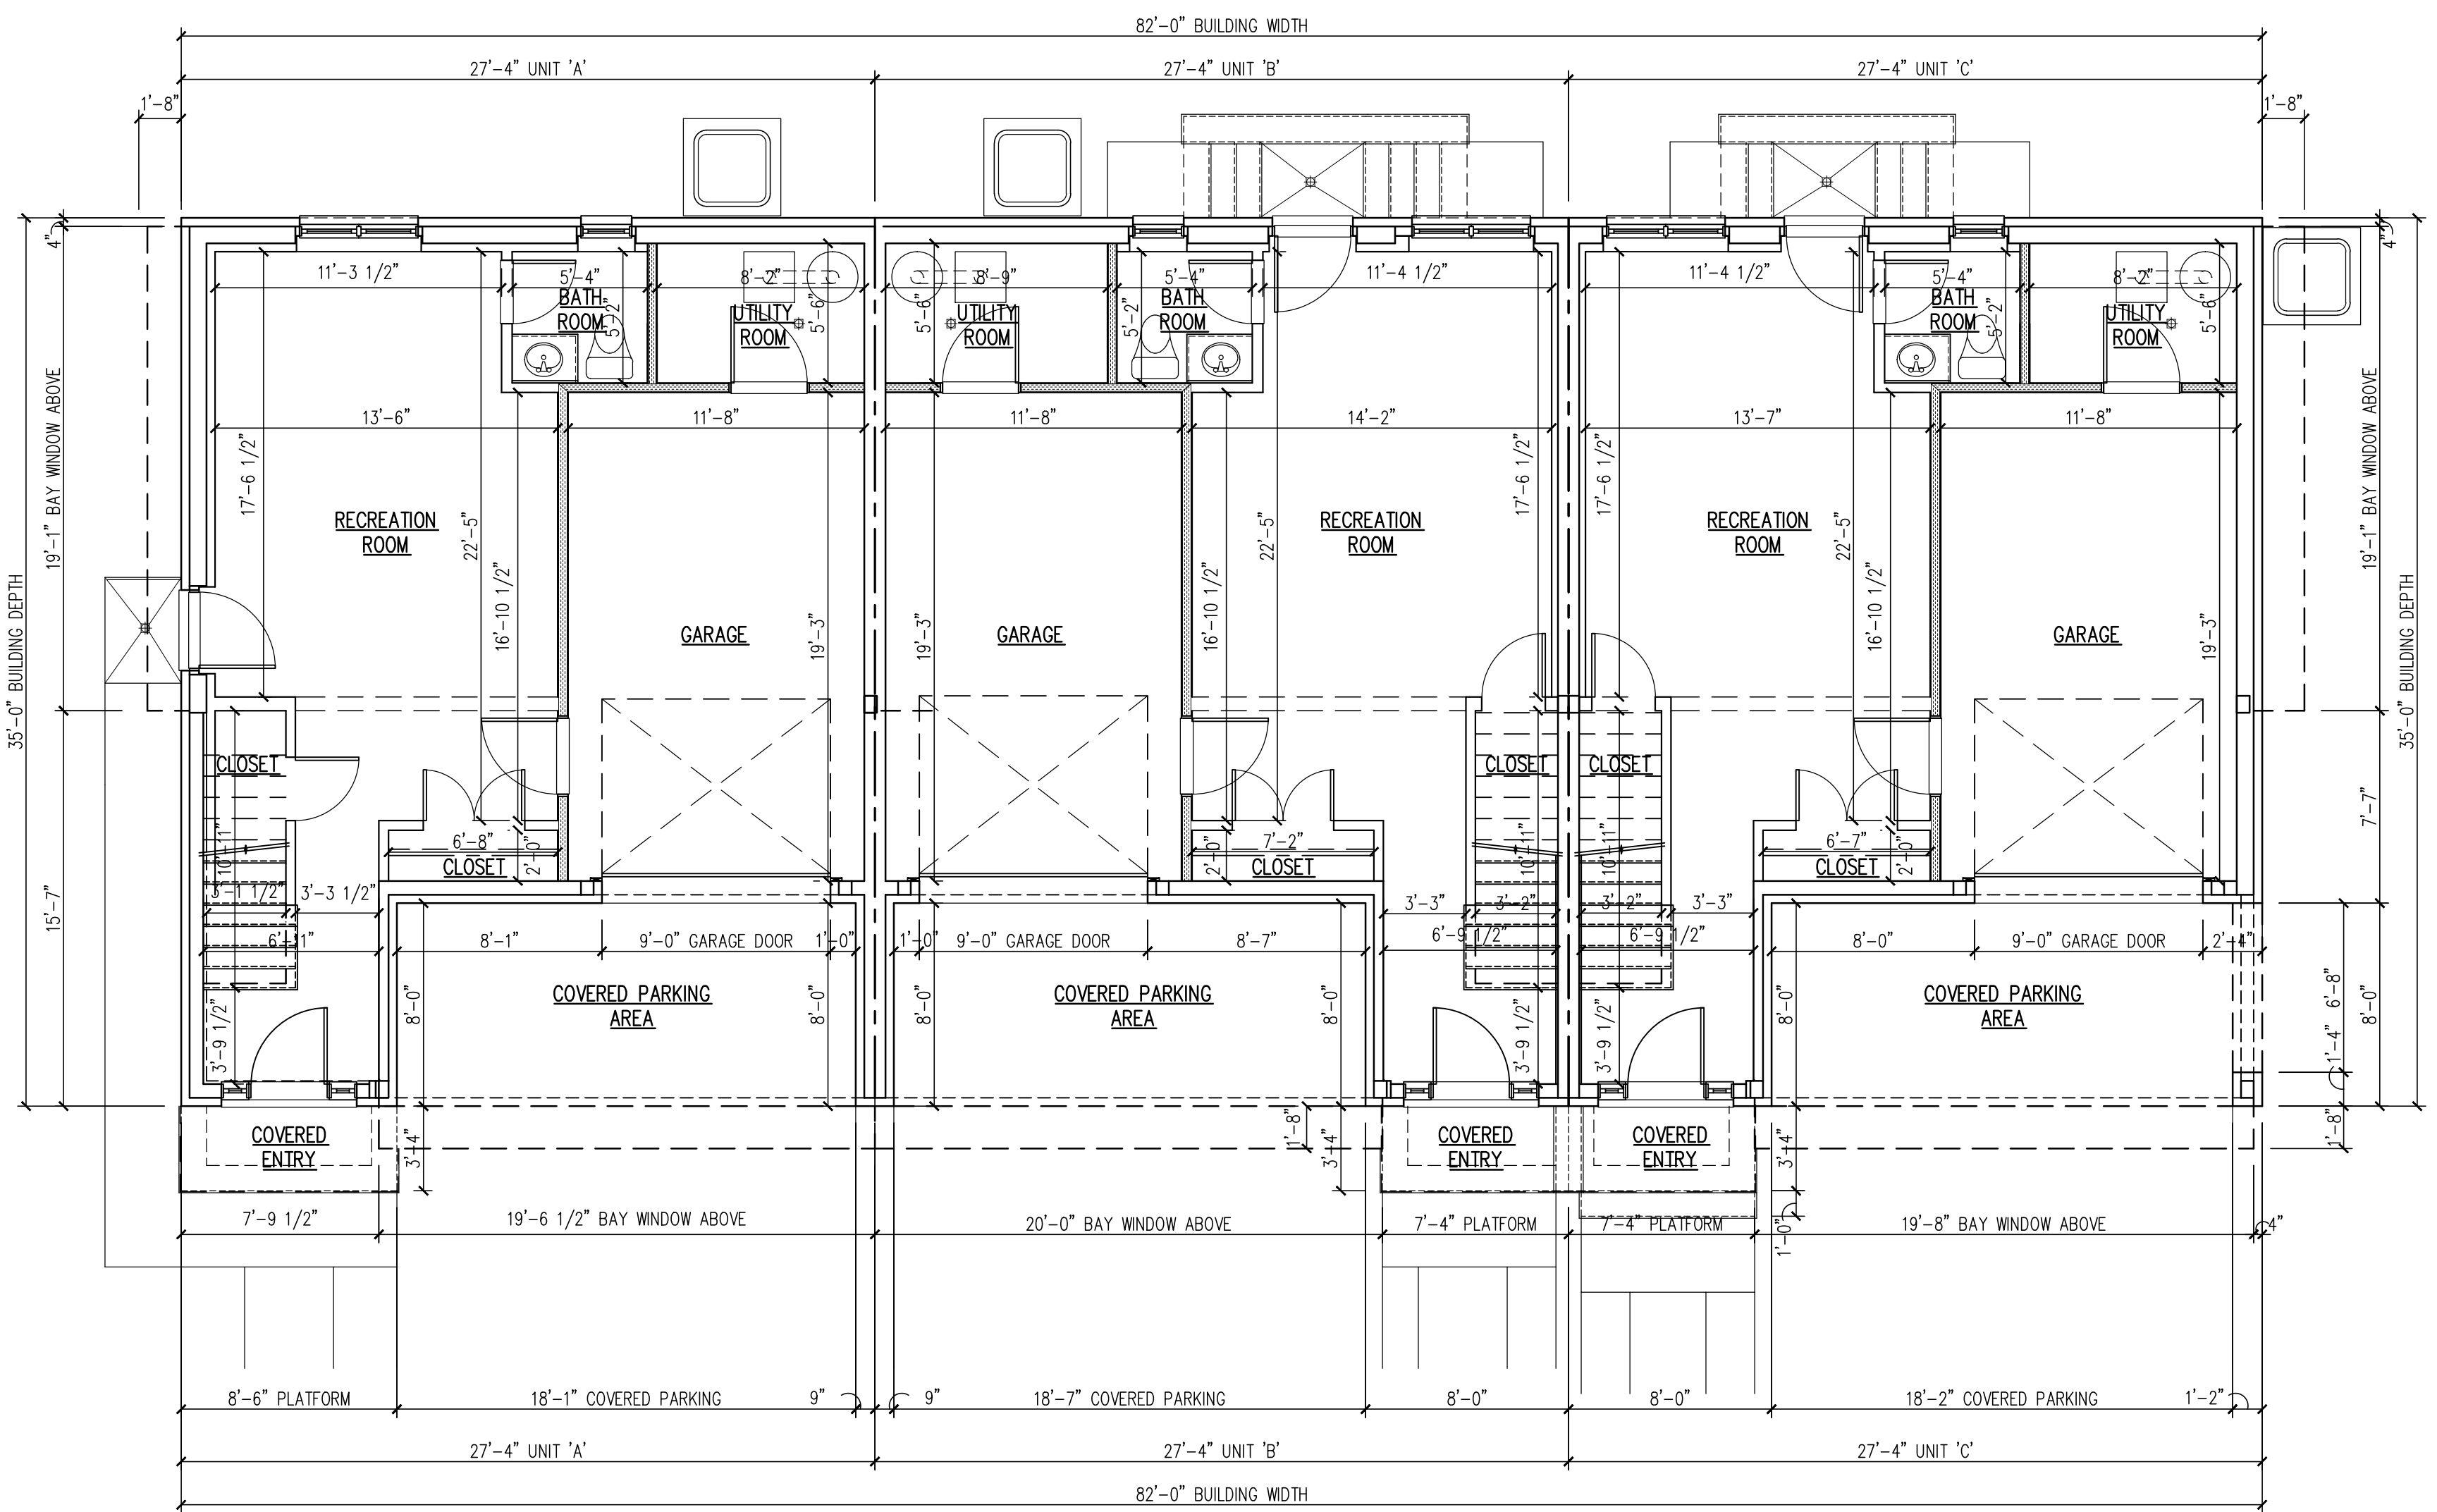 82'-0" BUILDING WIDTH
27'-4" UNIT 'A'
27'-4" UNIT 'B'
27'-4" UNIT 'C'
1'-8"
1'-8"
4"
4"
11'-3 1/2"
5'-4"
8'-2"
8'-9"
5'-4"
11'-4 1/2"
11'-4 1/2"
5'-4"
8'-2"
BATH
ROOM
5'-2"
UTILITY
ROOM
5'-6"
5'-6"
UTILITY
ROOM
5'-2"
BATH
ROOM
BATH
ROOM
5'-2"
UTILITY
ROOM
5'-6"
19'-1" BAY WINDOW ABOVE
19'-1" BAY WINDOW ABOVE
13'-6"
11'-8"
11'-8"
14'-2"
13'-7"
11'-8"
17'-6 1/2"
17'-6 1/2"
17'-6 1/2"
RECREATION
ROOM
22'-5"
RECREATION
ROOM
22'-5"
RECREATION
ROOM
22'-5"
16'-10 1/2"
16'-10 1/2"
16'-10 1/2"
GARAGE
19'-3"
19'-3"
GARAGE
GARAGE
19'-3"
35'-0" BUILDING DEPTH
35'-0" BUILDING DEPTH
CLOSET
CLOSET
CLOSET
7'-7"
10'-11"
10'-11"
10'-11"
6'-8"
2'-0"
CLOSET
7'-2"
2'-0"
CLOSET
6'-7"
2'-0"
CLOSET
15'-7"
3'-1 1/2"
3'-3 1/2"
3'-3"
3'-2"
3'-2"
3'-3"
6'-11"
8'-1"
9'-0" GARAGE DOOR
1'-0"
1'-0"
9'-0" GARAGE DOOR
8'-7"
6'-9 1/2"
6'-9 1/2"
8'-0"
9'-0" GARAGE DOOR
2'-4"
COVERED PARKING
AREA
COVERED PARKING
AREA
COVERED PARKING
AREA
8'-0"
8'-0"
8'-0"
8'-0"
8'-0"
6'-8"
8'-0"
3'-9 1/2"
3'-9 1/2"
3'-9 1/2"
1'-4"
COVERED
ENTRY
3'-4"
1'-8"
3'-4"
COVERED
ENTRY
COVERED
ENTRY
3'-4"
1'-8"
7'-9 1/2"
19'-6 1/2" BAY WINDOW ABOVE
20'-0" BAY WINDOW ABOVE
7'-4" PLATFORM
7'-4" PLATFORM
1'-0"
19'-8" BAY WINDOW ABOVE
4"
8'-6" PLATFORM
18'-1" COVERED PARKING
9"
9"
18'-7" COVERED PARKING
8'-0"
8'-0"
18'-2" COVERED PARKING
1'-2"
27'-4" UNIT 'A'
27'-4" UNIT 'B'
27'-4" UNIT 'C'
82'-0" BUILDING WIDTH